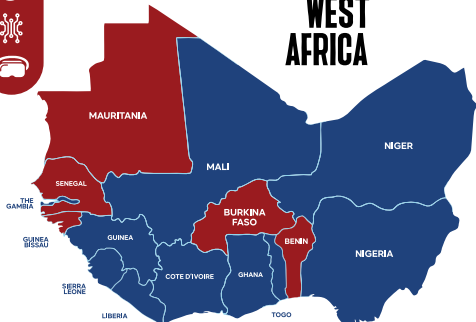 WEST
AFRICA
MAURITANIA
NIGER
MALI
SENEGAL
THE
GAMBIA
BURKINA
FASO
GUINEA
BISSAU
GUINEA
BENIN
NIGERIA
COTE D'IVOIRE
GHANA
SIERRA
LEONE
LIBERIA
TOGO